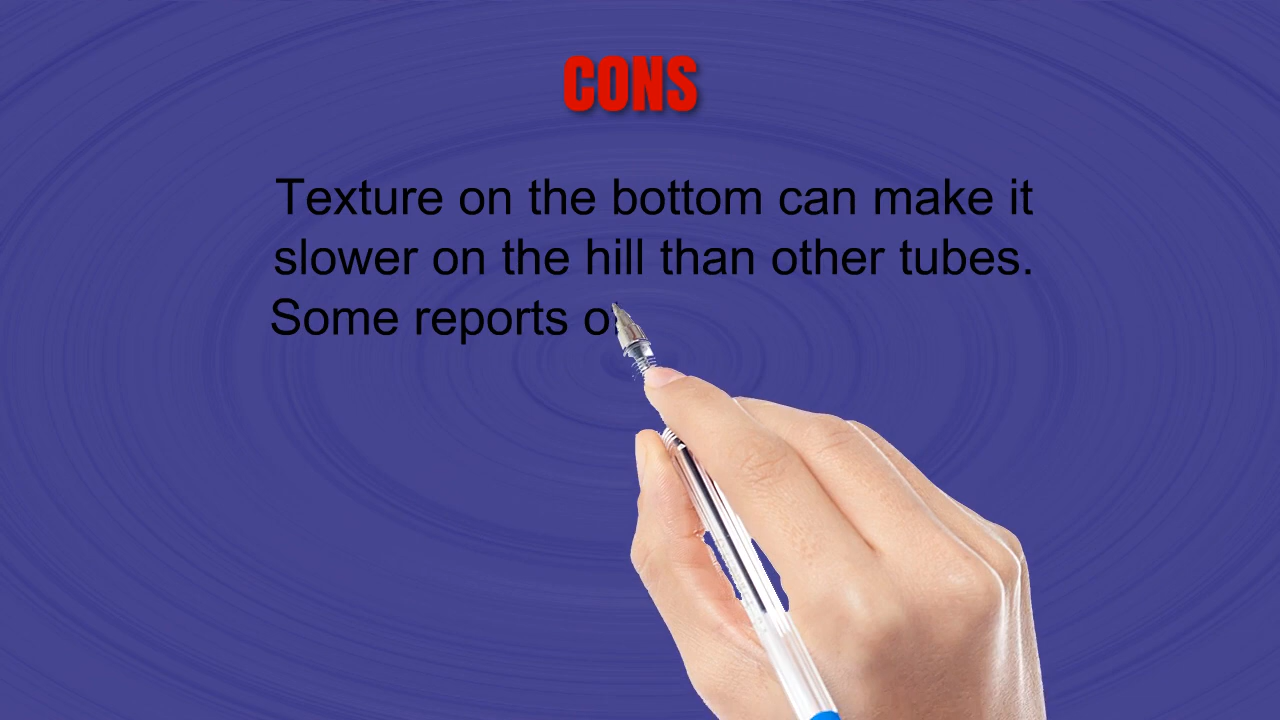 CONS
Texture on the bottom can make it
slower on the hill than other tubes.
Some reports